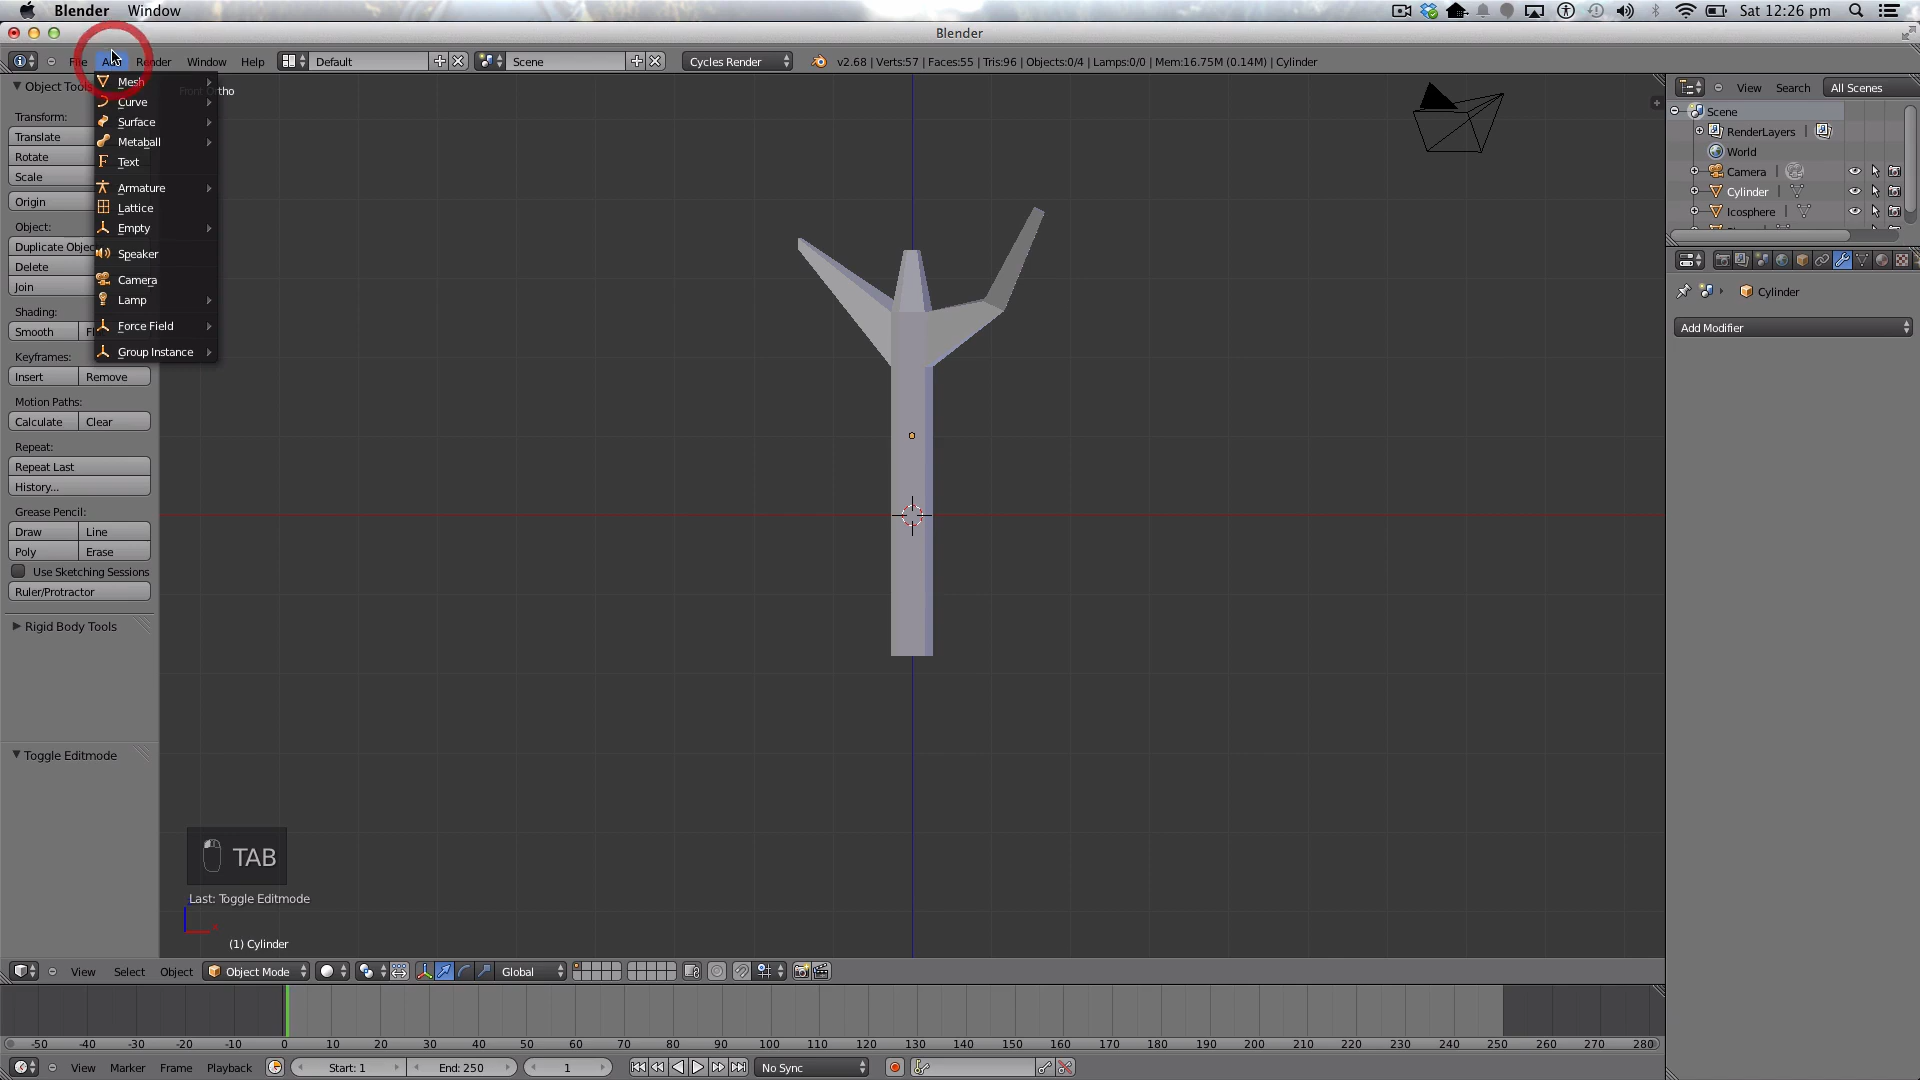 Blender Window
Sat 12:26 pm
Blender
File
Render Window Help
Default
Scene
Cycles Render
v2.68 | Verts:57 | Faces:55 | Tris:96 | Objects:0/4 | Lamps:0/0 | Mem:16.75M (0.14M) | Cylinder
View Search All Scenes
Object Tools
Ortho
Mesh
Curve
Surface
Metaball
F Text
Armature
Lattice
Empty
Speaker
Camera
Lamp
Force Field
Group Instance
Transform:
Translate
Rotate
Scale
Origin
Object:
Duplicate Objec
Delete
Join
Shading:
Smooth
Keyframes:
Insert Remove
Motion Paths:
Calculate Clear
Repeat:
Repeat Last
History...
Grease Pencil:
Draw Line
Poly Erase
Use Sketching Sessions
Ruler/Protractor
Rigid Body Tools
Toggle Editmode
TAB
Last: Toggle Editmode
(1) Cylinder
Scene
RenderLayers |
World
Camera |
Cylinder |
Icosphere |
Cylinder
Add Modifier
View Select Object Object Mode Global
-50 -40 -30 -20 -10 0 10 20 30 40 50 60 70 80 90 100 110 120 130 140 150 160 170 180 190 200 210 220 230 240 250 260 270 280
View Marker Frame Playback Start: 1 End: 250 1 No Sync